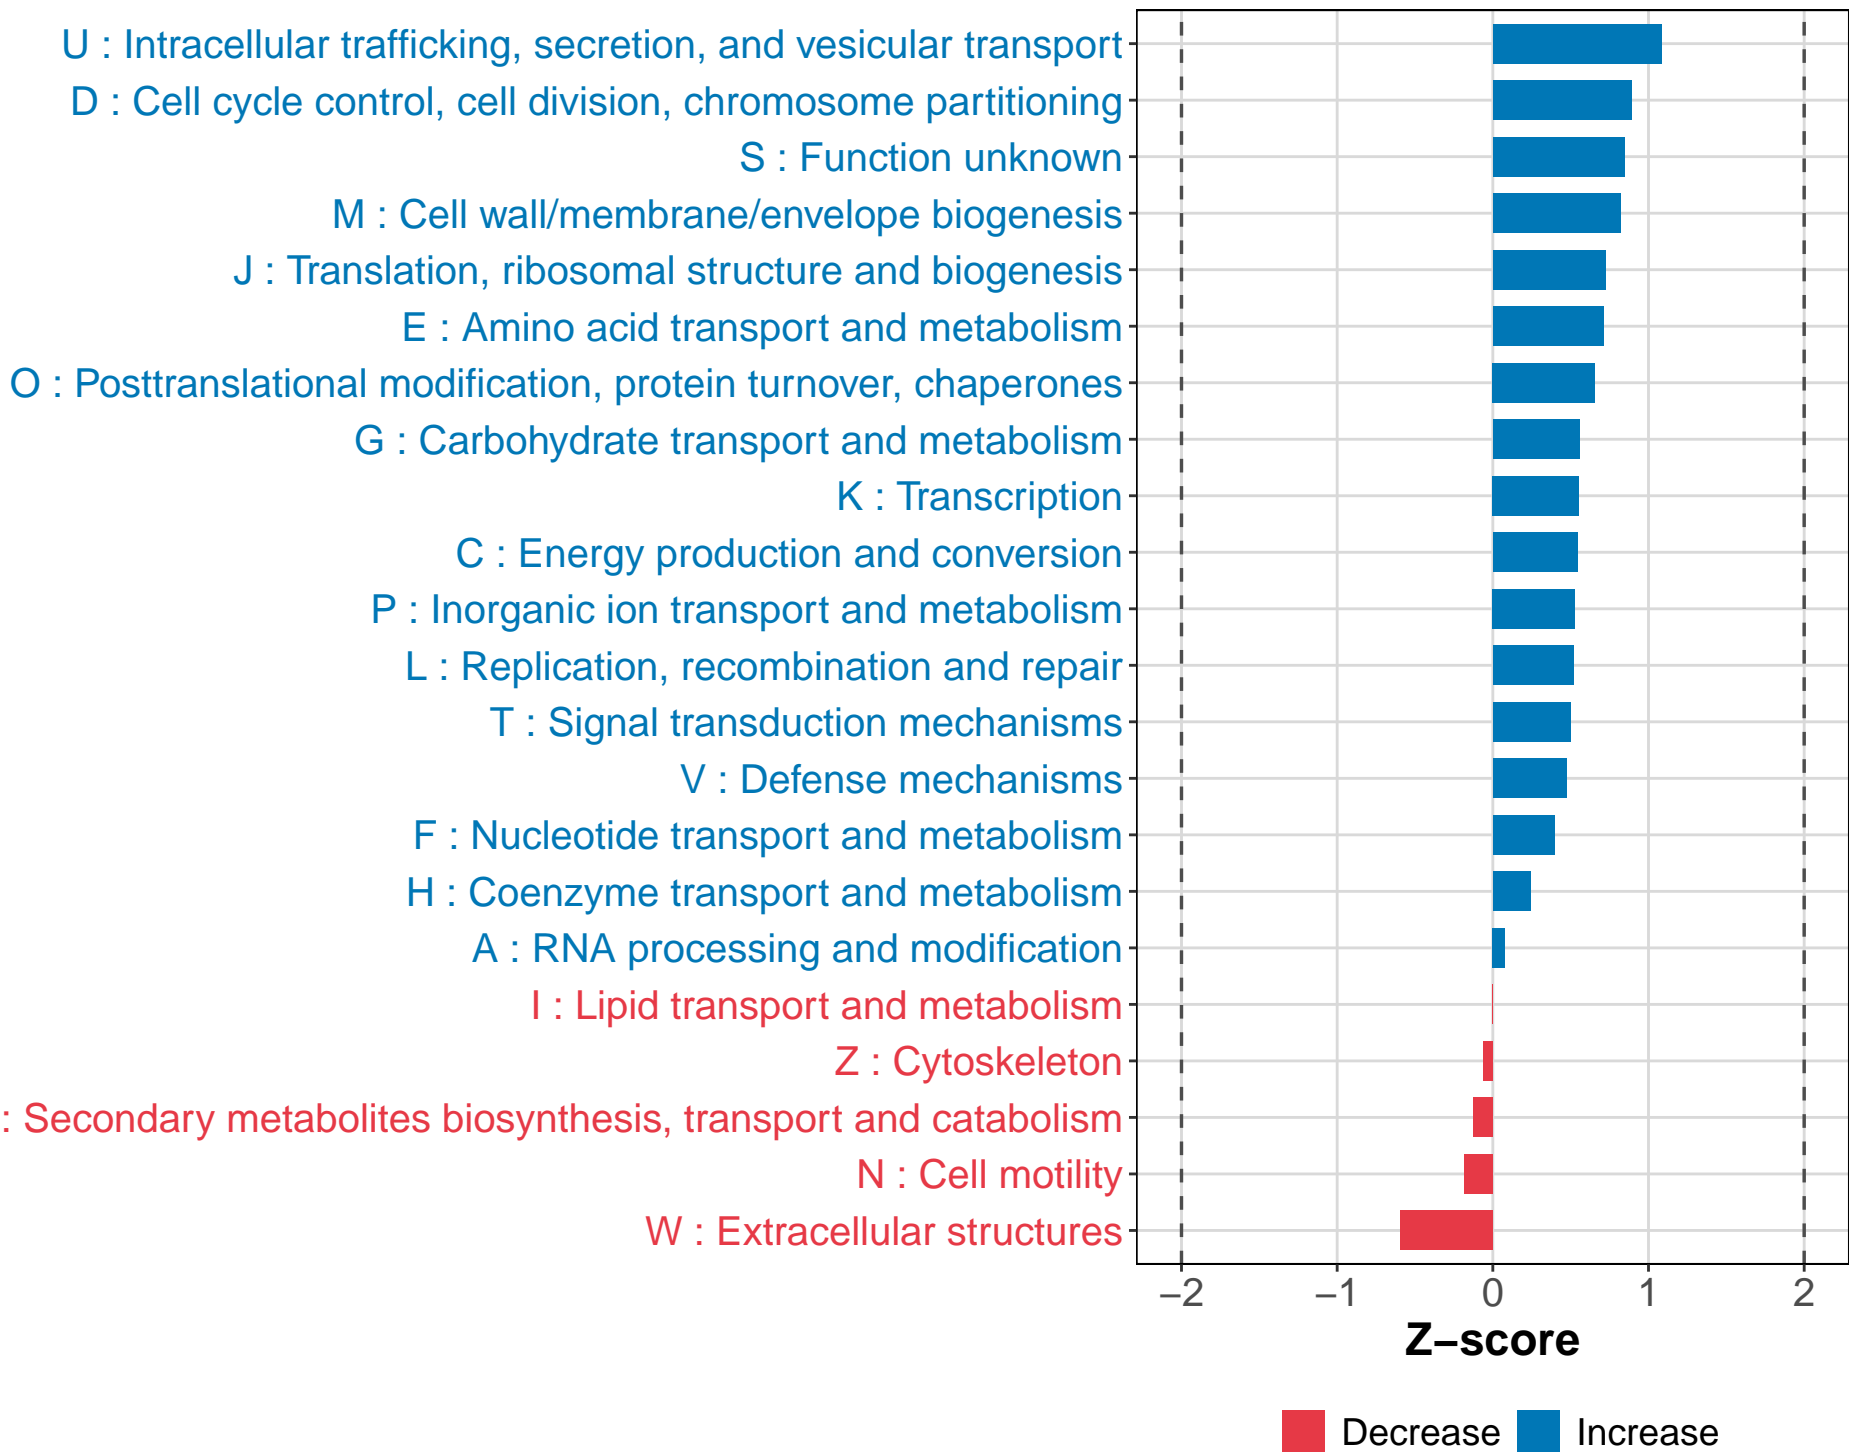 U : Intracellular trafficking, secretion, and vesicular transport
D : Cell cycle control, cell division, chromosome partitioning
S : Function unknown
M : Cell wall/membrane/envelope biogenesis
J : Translation, ribosomal structure and biogenesis
E : Amino acid transport and metabolism
O : Posttranslational modification, protein turnover, chaperones
G : Carbohydrate transport and metabolism
K : Transcription
C : Energy production and conversion
P : Inorganic ion transport and metabolism
L : Replication, recombination and repair
T : Signal transduction mechanisms
V : Defense mechanisms
F : Nucleotide transport and metabolism
H : Coenzyme transport and metabolism
A : RNA processing and modification
I : Lipid transport and metabolism
Z : Cytoskeleton
: Secondary metabolites biosynthesis, transport and catabolism
N : Cell motility
W : Extracellular structures
−2 −1 0 1 2
Z−score
Decrease Increase